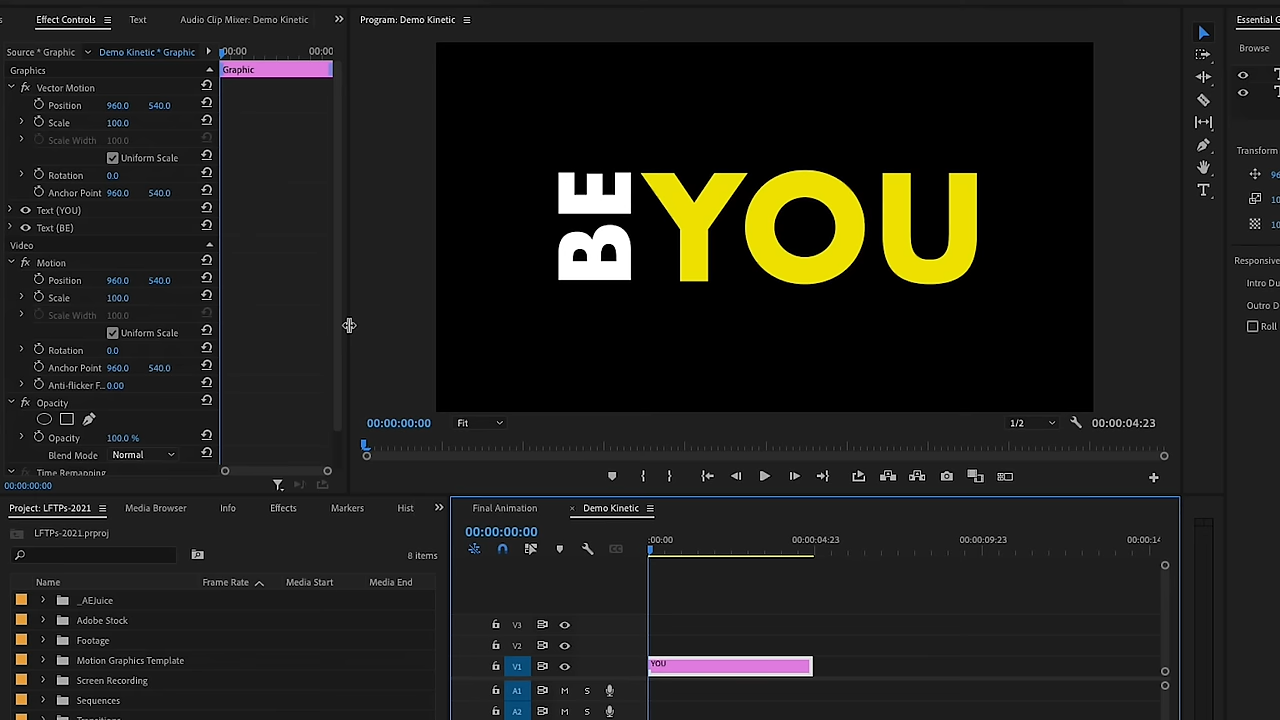 Effect Controls Text Audio Clip Mixer: Demo Kinetic Program: Demo Kinetic Essential G
Source * Graphic Demo Kinetic * Graphic :00:00 00:00 Browse
Graphics Graphic
Vector Motion
Position 960.0 540.0
Scale 100.0
Scale Width 100.0
Uniform Scale Transform
Rotation 0.0
Anchor Point 960.0 540.0
Text (YOU)
Text (BE)
BE YOU
Video
Motion Responsive
Position 960.0 540.0 Intro Du
Scale 100.0 Outro D
Scale Width 100.0 Roll
Uniform Scale
Rotation 0.0
Anchor Point 960.0 540.0
Anti-flicker F... 0.00
Opacity
Opacity 100.0 %
Blend Mode Normal
Time Remapping
00:00:00:00
00:00:00:00 Fit 1/2 00:00:04:23
Project: LFTPs-2021 Media Browser Info Effects Markers Hist
LFTPs-2021.prproj
8 items
Name Frame Rate Media Start Media End
_AEJuice
Adobe Stock
Footage
Motion Graphics Template
Screen Recording
Sequences
Final Animation × Demo Kinetic
00:00:00:00 :00:00 00:00:04:23 00:00:09:23 00:00:14
V3
V2
V1 YOU
A1 M S
A2 M S